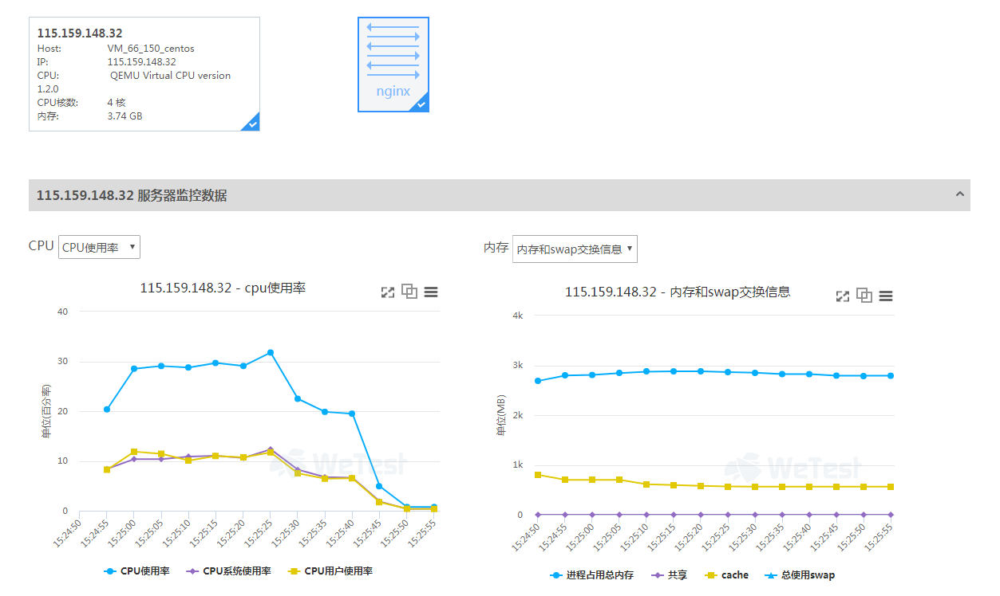 115.159.148.32
Host: VM_66_150_centos
IP: 115.159.148.32
CPU: QEMU Virtual CPU version
1.2.0
CPU核数: 4 核
内存: 3.74 GB
nginx
115.159.148.32 服务器监控数据
CPU CPU使用率
内存 内存和swap交换信息
115.159.148.32 - cpu使用率
40
30
20
10
0
单位(百分率)
WeTest
15:24:50 15:24:55 15:25:00 15:25:05 15:25:10 15:25:15 15:25:20 15:25:25 15:25:30 15:25:35 15:25:40 15:25:45 15:25:50 15:25:55
CPU使用率 CPU系统使用率 CPU用户使用率
115.159.148.32 - 内存和swap交换信息
4k
3k
2k
1k
0
单位(MB)
WeTest
15:24:50 15:24:55 15:25:00 15:25:05 15:25:10 15:25:15 15:25:20 15:25:25 15:25:30 15:25:35 15:25:40 15:25:45 15:25:50 15:25:55
进程占用总内存 共享 cache 总使用swap